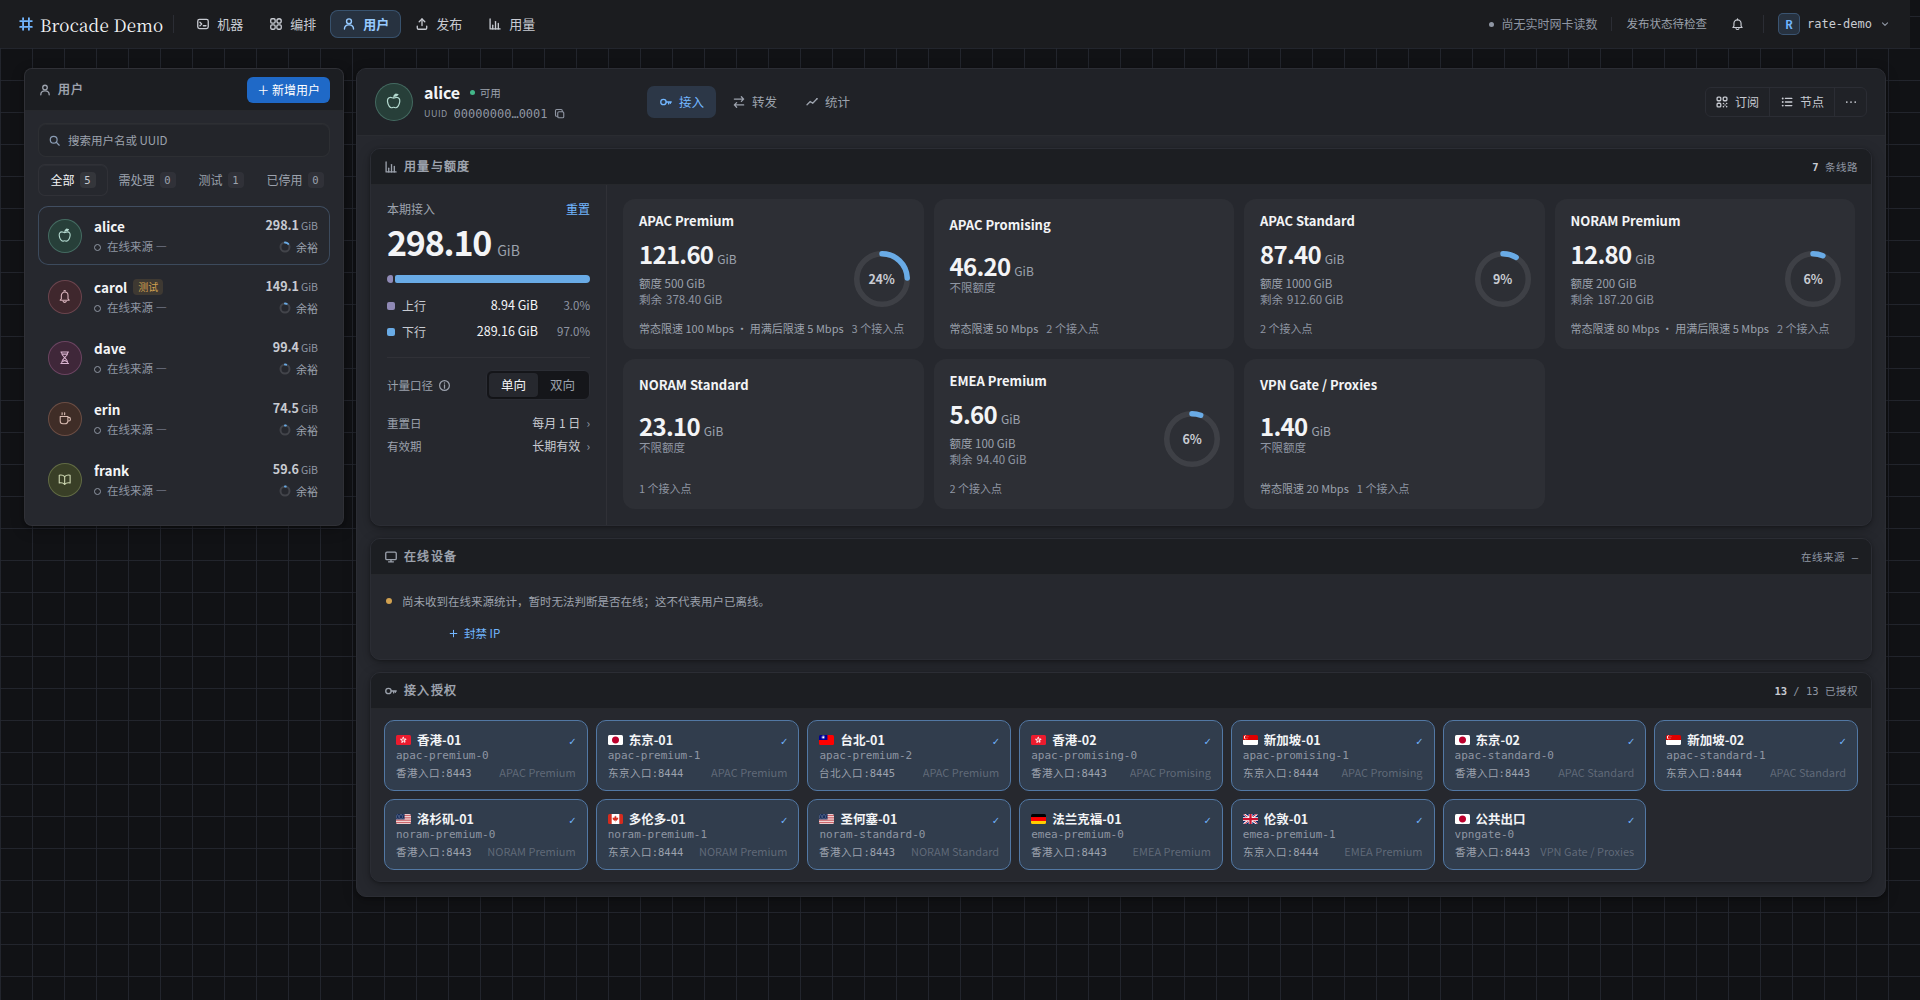 Brocade Demo
机器
编排
用户
发布
用量
尚无实时网卡读数
发布状态待检查
R
rate-demo
用户
新增用户
搜索用户名或 UUID
全部 5
需处理 0
测试 1
已停用 0
alice
298.1 GiB
在线来源 —
余裕
carol 测试
149.1 GiB
在线来源 —
余裕
dave
99.4 GiB
在线来源 —
余裕
erin
74.5 GiB
在线来源 —
余裕
frank
59.6 GiB
在线来源 —
余裕
alice
可用
UUID 00000000…0001
接入
转发
统计
订阅
节点
用量与额度
7 条线路
本期接入
重置
298.10 GiB
上行 8.94 GiB 3.0%
下行 289.16 GiB 97.0%
计量口径
单向
双向
重置日
每月 1 日 ›
有效期
长期有效 ›
APAC Premium
121.60 GiB
额度 500 GiB
剩余 378.40 GiB
24%
常态限速 100 Mbps · 用满后限速 5 Mbps 3 个接入点
APAC Promising
46.20 GiB
不限额度
常态限速 50 Mbps 2 个接入点
APAC Standard
87.40 GiB
额度 1000 GiB
剩余 912.60 GiB
9%
2 个接入点
NORAM Premium
12.80 GiB
额度 200 GiB
剩余 187.20 GiB
6%
常态限速 80 Mbps · 用满后限速 5 Mbps 2 个接入点
NORAM Standard
23.10 GiB
不限额度
1 个接入点
EMEA Premium
5.60 GiB
额度 100 GiB
剩余 94.40 GiB
6%
2 个接入点
VPN Gate / Proxies
1.40 GiB
不限额度
常态限速 20 Mbps 1 个接入点
在线设备
在线来源 —
尚未收到在线来源统计，暂时无法判断是否在线；这不代表用户已离线。
+ 封禁 IP
接入授权
13 / 13 已授权
香港-01 ✓
apac-premium-0
香港入口:8443 APAC Premium
东京-01 ✓
apac-premium-1
东京入口:8444 APAC Premium
台北-01 ✓
apac-premium-2
台北入口:8445 APAC Premium
香港-02 ✓
apac-promising-0
香港入口:8443 APAC Promising
新加坡-01 ✓
apac-promising-1
东京入口:8444 APAC Promising
东京-02 ✓
apac-standard-0
香港入口:8443 APAC Standard
新加坡-02 ✓
apac-standard-1
东京入口:8444 APAC Standard
洛杉矶-01 ✓
noram-premium-0
香港入口:8443 NORAM Premium
多伦多-01 ✓
noram-premium-1
东京入口:8444 NORAM Premium
圣何塞-01 ✓
noram-standard-0
香港入口:8443 NORAM Standard
法兰克福-01 ✓
emea-premium-0
香港入口:8443 EMEA Premium
伦敦-01 ✓
emea-premium-1
东京入口:8444 EMEA Premium
公共出口 ✓
vpngate-0
香港入口:8443 VPN Gate / Proxies